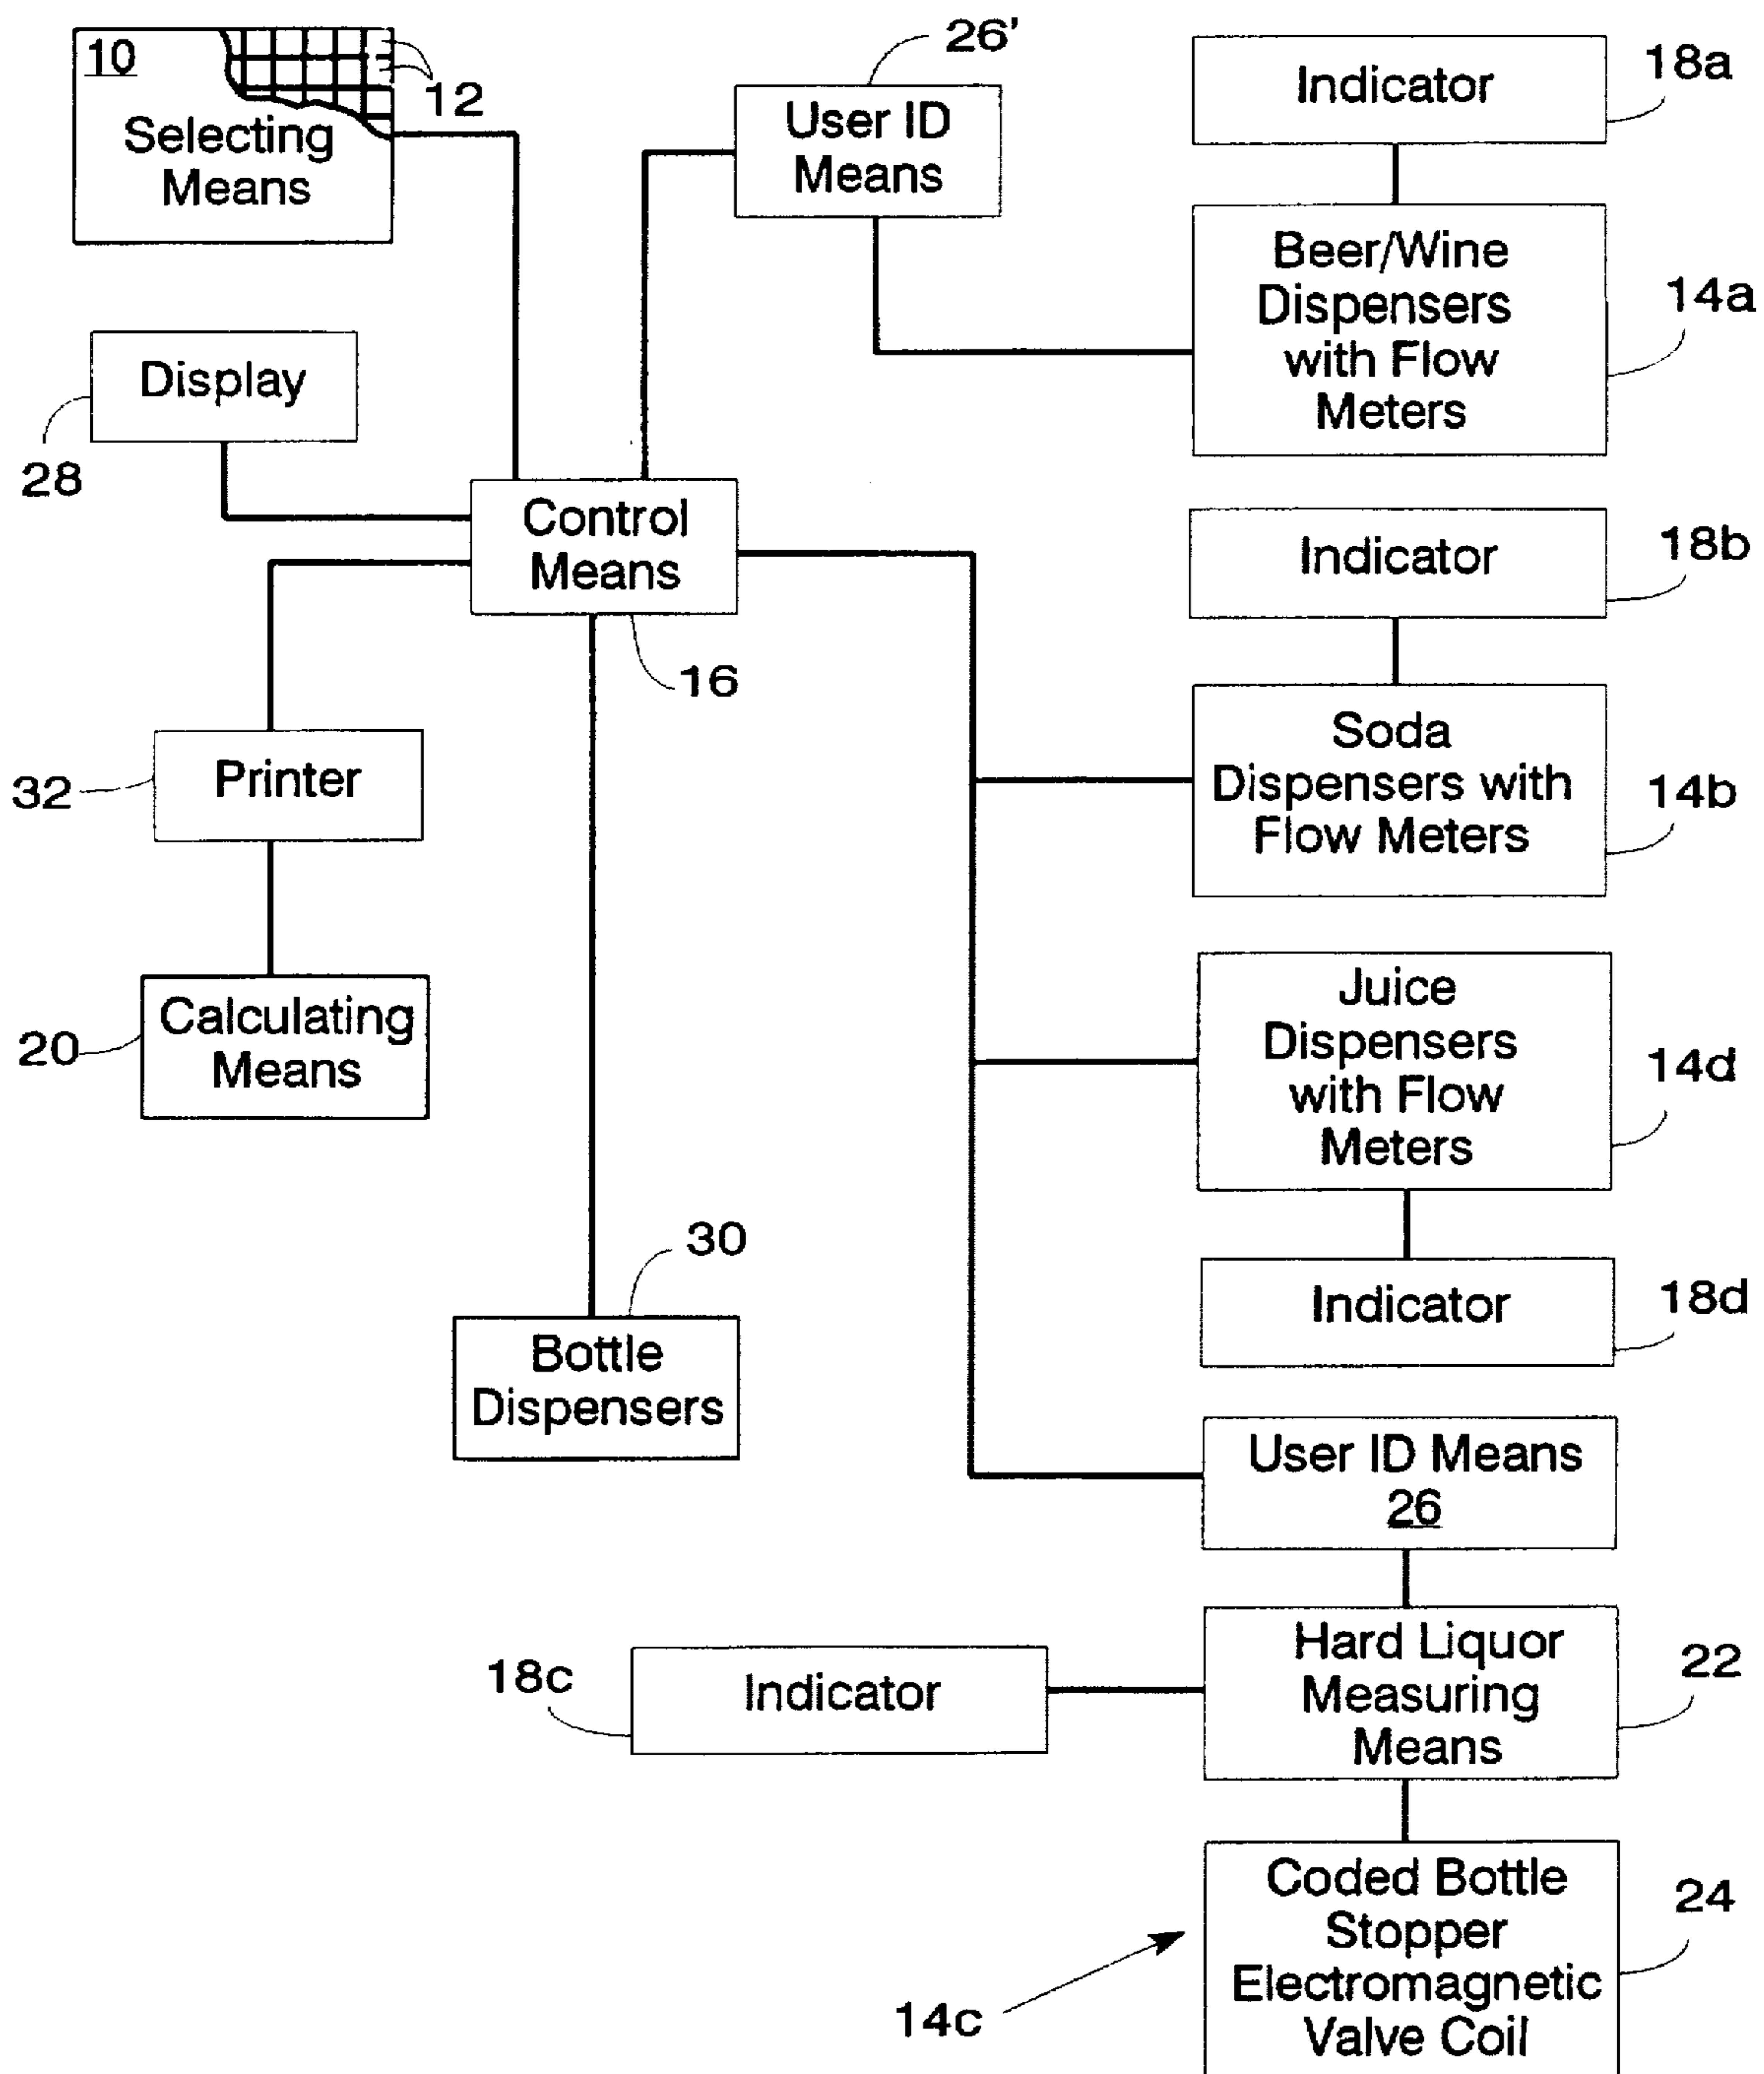 10
12
Selecting
Means
26'
User ID
Means
Indicator
18a
Beer/Wine
Dispensers
with Flow
Meters
14a
Display
28
Control
Means
16
Indicator
18b
Soda
Dispensers with
Flow Meters
14b
Printer
32
Calculating
Means
20
Juice
Dispensers
with Flow
Meters
14d
Indicator
18d
30
Bottle
Dispensers
User ID Means
26
18c
Indicator
Hard Liquor
Measuring
Means
22
Coded Bottle
Stopper
Electromagnetic
Valve Coil
24
14c